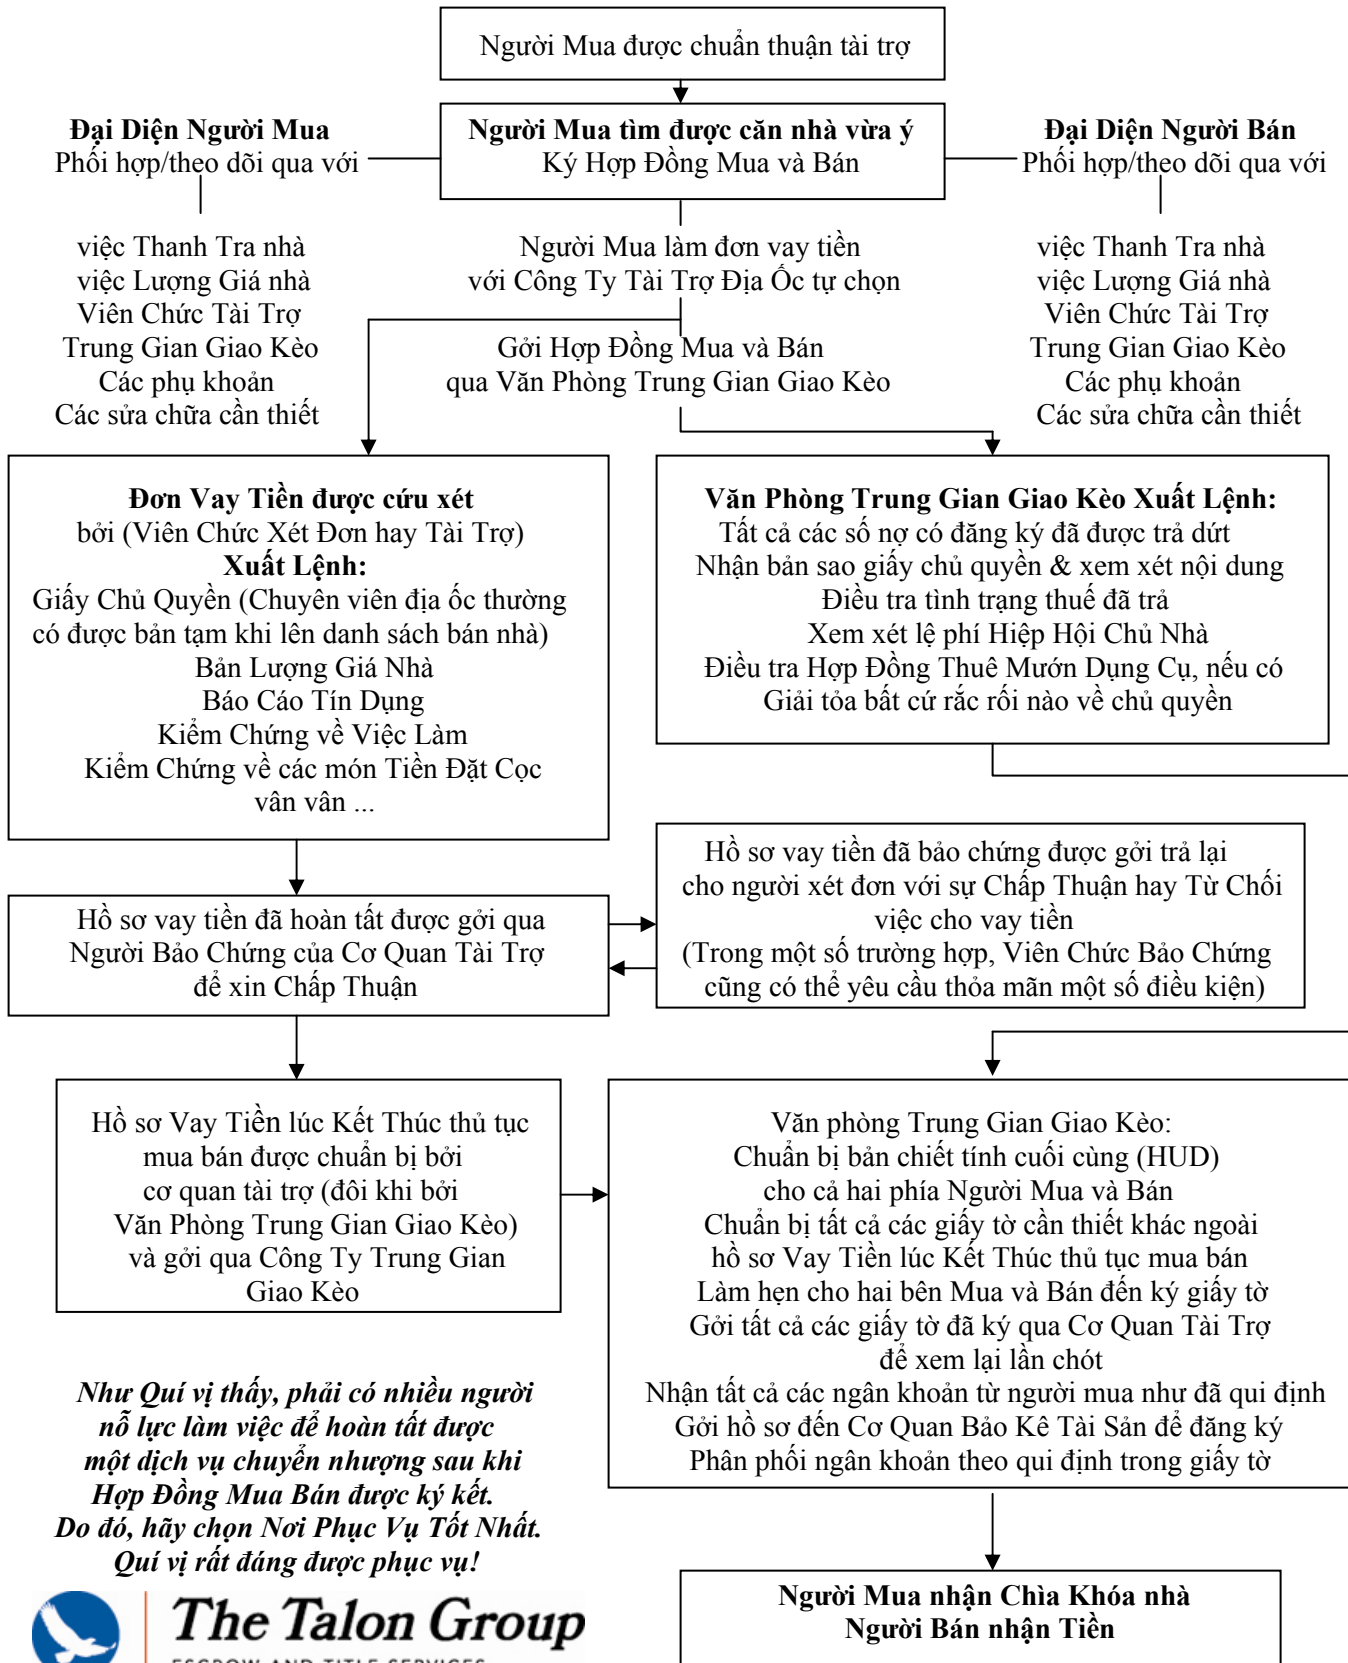 Người Mua được chuẩn thuận tài trợ
Người Mua tìm được căn nhà vừa ý
Ký Hợp Đồng Mua và Bán
Đại Diện Người Mua
Phối hợp/theo dõi qua với
việc Thanh Tra nhà
việc Lượng Giá nhà
Viên Chức Tài Trợ
Trung Gian Giao Kèo
Các phụ khoản
Các sửa chữa cần thiết
Đại Diện Người Bán
Phối hợp/theo dõi qua với
việc Thanh Tra nhà
việc Lượng Giá nhà
Viên Chức Tài Trợ
Trung Gian Giao Kèo
Các phụ khoản
Các sửa chữa cần thiết
Người Mua làm đơn vay tiền
với Công Ty Tài Trợ Địa Ốc tự chọn
Gởi Hợp Đồng Mua và Bán
qua Văn Phòng Trung Gian Giao Kèo
Đơn Vay Tiền được cứu xét
bởi (Viên Chức Xét Đơn hay Tài Trợ)
Xuất Lệnh:
Giấy Chủ Quyền (Chuyên viên địa ốc thường
có được bản tạm khi lên danh sách bán nhà)
Bản Lượng Giá Nhà
Báo Cáo Tín Dụng
Kiểm Chứng về Việc Làm
Kiểm Chứng về các món Tiền Đặt Cọc
vân vân ...
Văn Phòng Trung Gian Giao Kèo Xuất Lệnh:
Tất cả các số nợ có đăng ký đã được trả dứt
Nhận bản sao giấy chủ quyền & xem xét nội dung
Điều tra tình trạng thuế đã trả
Xem xét lệ phí Hiệp Hội Chủ Nhà
Điều tra Hợp Đồng Thuê Mướn Dụng Cụ, nếu có
Giải tỏa bất cứ rắc rối nào về chủ quyền
Hồ sơ vay tiền đã hoàn tất được gởi qua
Người Bảo Chứng của Cơ Quan Tài Trợ
để xin Chấp Thuận
Hồ sơ vay tiền đã bảo chứng được gởi trả lại
cho người xét đơn với sự Chấp Thuận hay Từ Chối
việc cho vay tiền
(Trong một số trường hợp, Viên Chức Bảo Chứng
cũng có thể yêu cầu thỏa mãn một số điều kiện)
Hồ sơ Vay Tiền lúc Kết Thúc thủ tục
mua bán được chuẩn bị bởi
cơ quan tài trợ (đôi khi bởi
Văn Phòng Trung Gian Giao Kèo)
và gởi qua Công Ty Trung Gian
Giao Kèo
Văn phòng Trung Gian Giao Kèo:
Chuẩn bị bản chiết tính cuối cùng (HUD)
cho cả hai phía Người Mua và Bán
Chuẩn bị tất cả các giấy tờ cần thiết khác ngoài
hồ sơ Vay Tiền lúc Kết Thúc thủ tục mua bán
Làm hẹn cho hai bên Mua và Bán đến ký giấy tờ
Gởi tất cả các giấy tờ đã ký qua Cơ Quan Tài Trợ
để xem lại lần chót
Nhận tất cả các ngân khoản từ người mua như đã qui định
Gởi hồ sơ đến Cơ Quan Bảo Kê Tài Sản để đăng ký
Phân phối ngân khoản theo qui định trong giấy tờ
Như Quí vị thấy, phải có nhiều người
nỗ lực làm việc để hoàn tất được
một dịch vụ chuyển nhượng sau khi
Hợp Đồng Mua Bán được ký kết.
Do đó, hãy chọn Nơi Phục Vụ Tốt Nhất.
Quí vị rất đáng được phục vụ!
The Talon Group
ESCROW AND TITLE SERVICES
Người Mua nhận Chìa Khóa nhà
Người Bán nhận Tiền